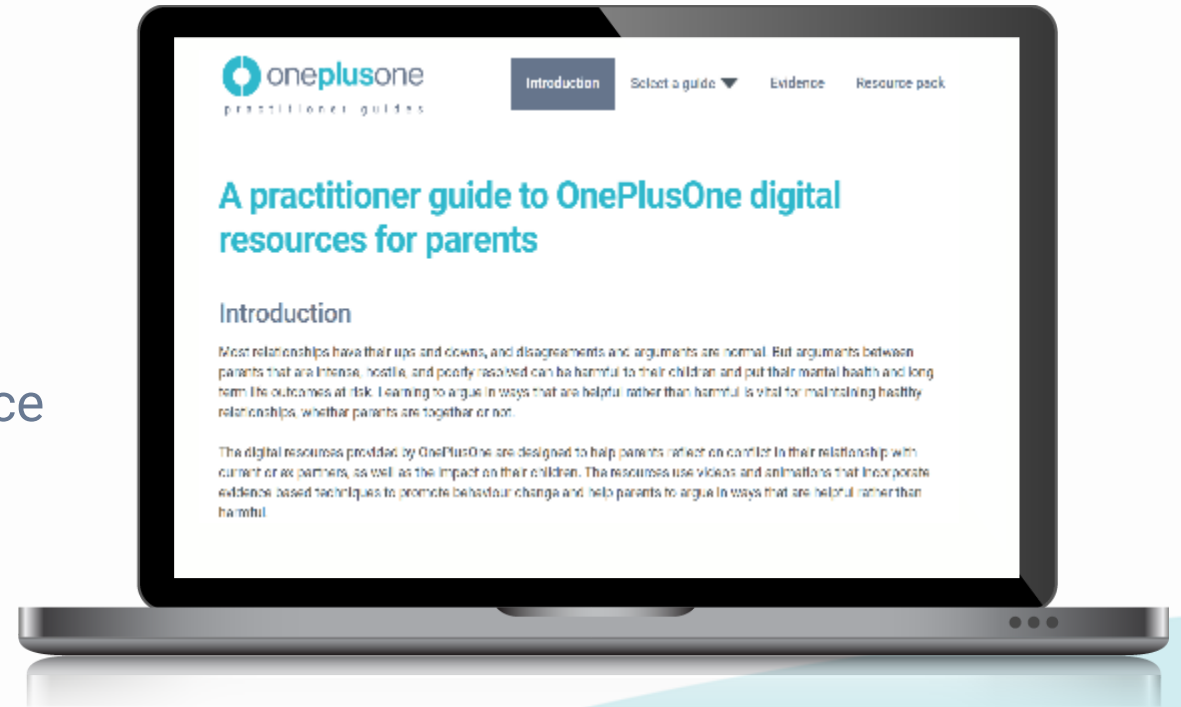 oneplusone
practitioner guides
Introduction
Select a guide
Evidence
Resource pack
A practitioner guide to OnePlusOne digital
resources for parents
Introduction
Most relationships have their ups and downs, and disagreements and arguments are normal. But arguments between
parents that are intense, hostile, and poorly resolved can be harmful to their children and put their mental health and long
term life outcomes at risk. Learning to argue in ways that are helpful rather than harmful is vital for maintaining healthy
relationships, whether parents are together or not.
The digital resources provided by OnePlusOne are designed to help parents reflect on conflict in their relationship with
current or ex partners, as well as the impact on their children. The resources use videos and animations that incorporate
evidence based techniques to promote behaviour change and help parents to argue in ways that are helpful rather than
harmful
ce